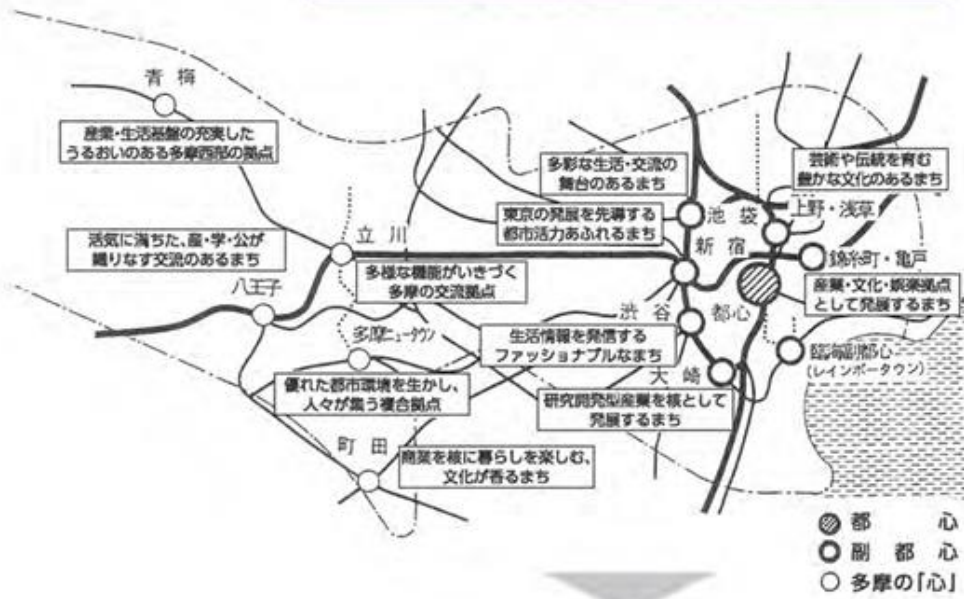 青梅
産業・生活基盤の充実した
うるおいのある多摩西部の拠点
多彩な生活・交流の
舞台のあるまち
芸術や伝統を育む
豊かな文化のあるまち
池袋
上野・浅草
東京の発展を先導する
都市活力あふれるまち
新宿
立川
活気に満ちた、産・学・公が
織りなす交流のあるまち
錦糸町・亀戸
八王子
多様な機能がいきづく
多摩の交流拠点
産業・文化・娯楽拠点
として発展するまち
渋谷
都心
多摩ニュータウン
生活情報を発信する
ファッショナブルなまち
臨海副都心
(レインボータウン)
大崎
優れた都市環境を生かし、
人々が集う複合拠点
研究開発型産業を核として
発展するまち
町田
商業を核に暮らしを楽しむ、
文化が香るまち
都心
副都心
多摩の「心」